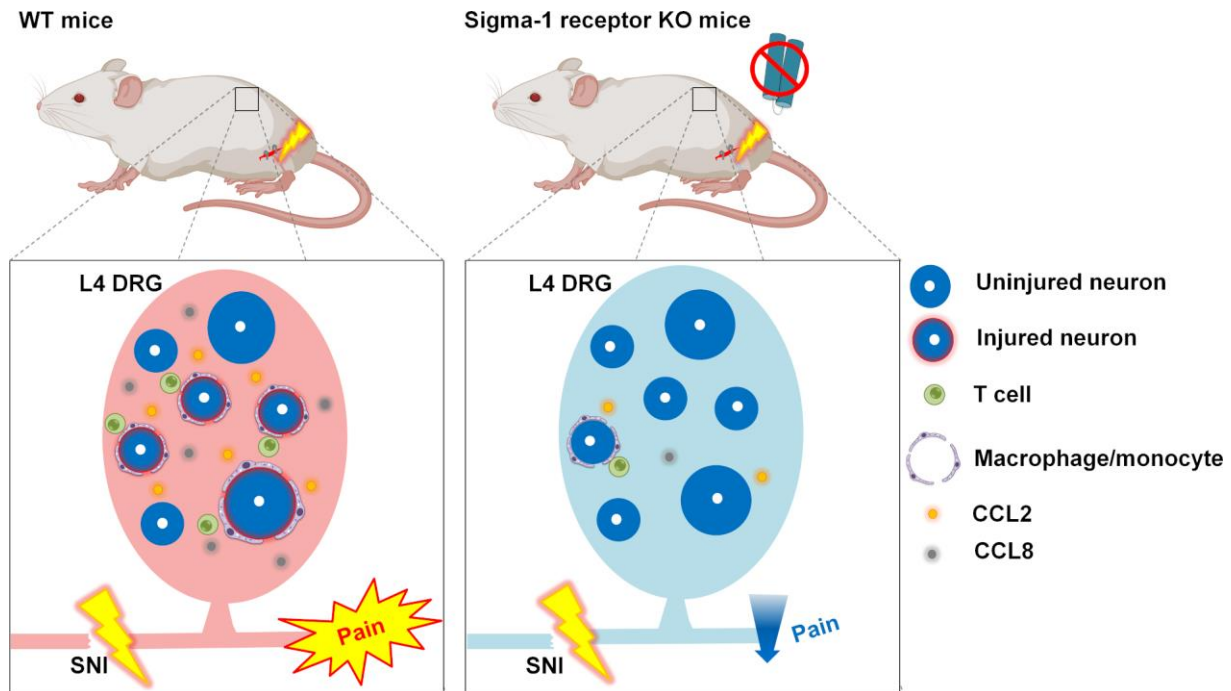 WT mice
Sigma-1 receptor KO mice
L4 DRG
Pain
SNI
L4 DRG
Pain
SNI
Uninjured neuron
Injured neuron
T cell
Macrophage/monocyte
CCL2
CCL8